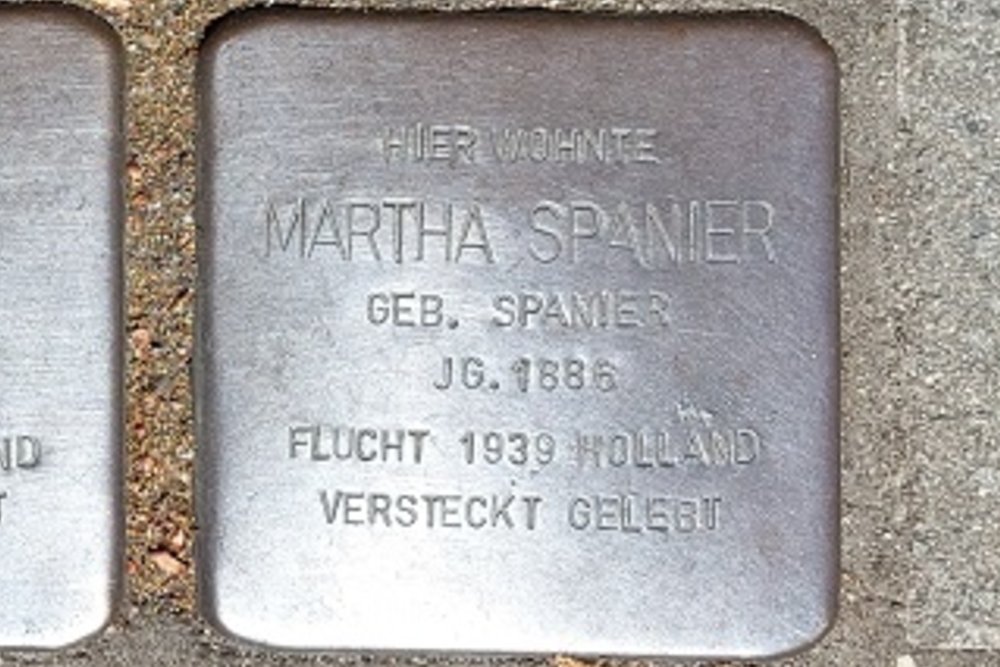 HIER WOHNTE
MARTHA SPANIER
GEB. SPANIER
JG. 1886
FLUCHT 1939 HOLLAND
VERSTECKT GELEBT